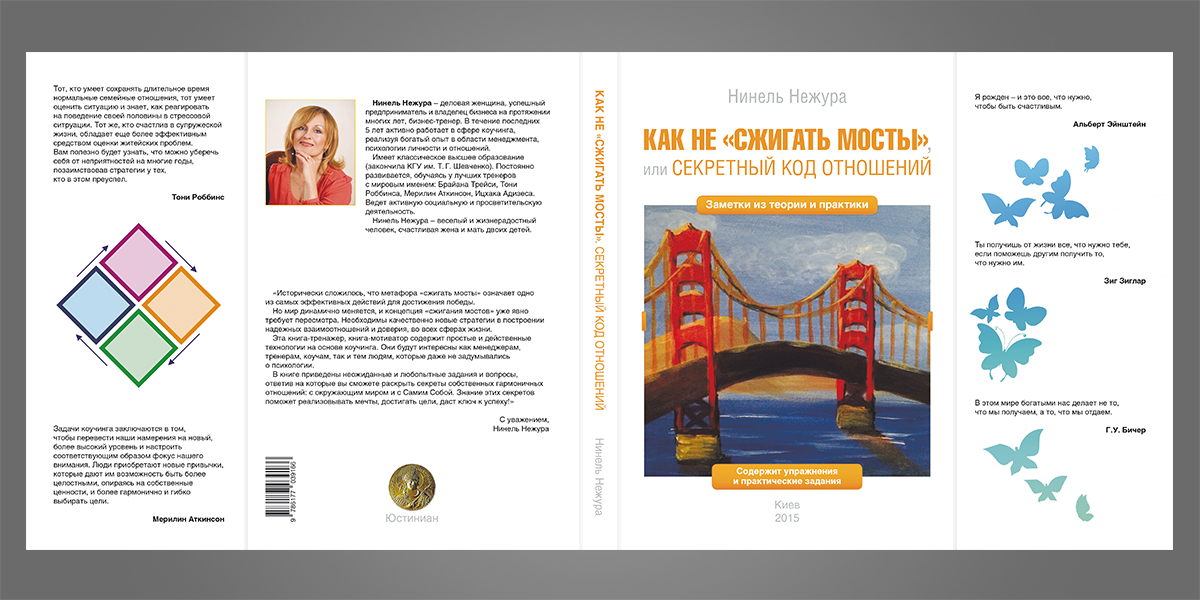 Тот, кто умеет сохранять длительное время
нормальные семейные отношения, тот умеет
оценить ситуацию и знает, как реагировать
на поведение своей половины в стрессовой
ситруации. Тот же, кто счастлив в супружеской
жизни, обладает еще более эффективным
средством оценки житейских проблем.
Вам полезно будет узнать, что можно уберечь
себя от неприятностей на многие годы,
позаимствовав стратегии у тех,
кто в этом преуспел.
Тони Роббинс
Задачи коучинга заключаются в том,
чтобы перевести наши намерения на новый,
более высокий уровень и настроить
соответствующим образом фокус нашего
внимания. Люди приобретают новые привычки,
которые дают им возможность быть более
целостными, опираясь на собственные
ценности, и более гармонично и гибко
выбирать цели.
Мерилин Аткинсон
Нинель Нежура – деловая женщина, успешный
предприниматель и владелец бизнеса на протяжении
многих лет, бизнес-тренер. В течение последних
5 лет активно работает в сфере коучинга,
реализуя богатый опыт в области менеджмента,
психологии личности и отношений.
Имеет классическое высшее образование
(закончила КГУ им. Т. Г. Шевченко). Постоянно
развивается, обучаясь у лучших тренеров
с мировым именем: Брайана Трейси, Тони
Роббинса, Мерилин Аткинсон, Ицхака Адизеса.
Ведет активную социальную и просветительскую
деятельность.
Нинель Нежура – веселый и жизнерадостный
человек, счастливая жена и мать двоих детей.
«Исторически сложилось, что метафора «сжигать мосты» означает одно
из самых эффективных действий для достижения победы.
Но мир динамично меняется, и концепция «сжигания мостов» уже явно
требует пересмотра. Необходимы качественно новые стратегии в построении
надежных взаимоотношений и доверия, во всех сферах жизни.
Эта книга-тренажер, книга-мотиватор содержит простые и действенные
технологии на основе коучинга. Они будут интересны как менеджерам,
тренерам, коучам, так и тем людям, которые даже не задумывались
о психологии.
В книге приведены неожиданные и любопытные задания и вопросы,
ответив на которые вы сможете раскрыть секреты собственных гармоничных
отношений: с окружающим миром и с Самим Собой. Знание этих секретов
поможет реализовывать мечты, достигать цели, даст ключ к успеху!»
С уважением,
Нинель Нежура
9 785177 039166
Юстиниан
КАК НЕ «СЖИГАТЬ МОСТЫ», СЕКРЕТНЫЙ КОД ОТНОШЕНИЙ
Нинель Нежура
Нинель Нежура
КАК НЕ «СЖИГАТЬ МОСТЫ»,
или СЕКРЕТНЫЙ КОД ОТНОШЕНИЙ
Заметки из теории и практики
Содержит упражнения
и практические задания
Киев
2015
Я рожден – и это все, что нужно,
чтобы быть счастливым.
Альберт Эйнштейн
Ты получишь от жизни все, что нужно тебе,
если поможешь другим получить то,
что нужно им.
Зиг Зиглар
В этом мире богатыми нас делает не то,
что мы получаем, а то, что мы отдаем.
Г.У. Бичер